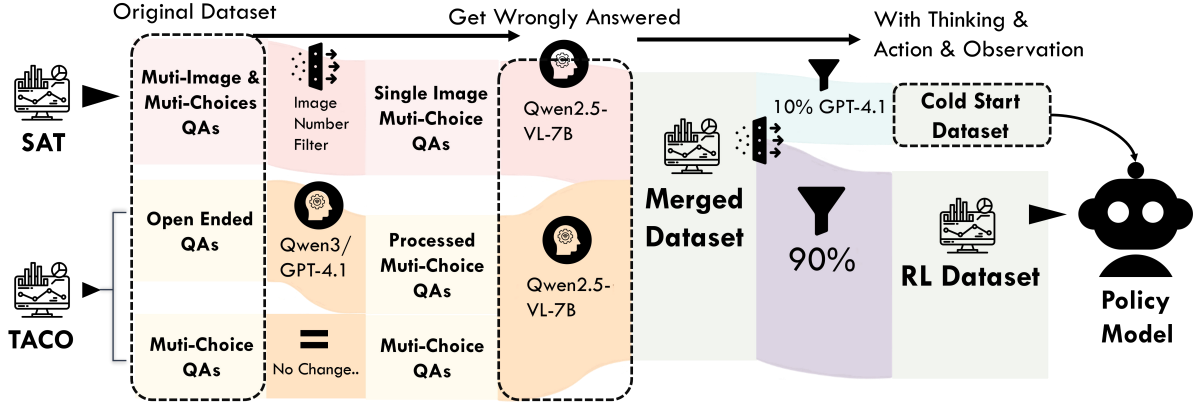 Original Dataset
Get Wrongly Answered
With Thinking &
Action & Observation
SAT
Muti-Image &
Muti-Choices
QAs
Image
Number
Filter
Single Image
Muti-Choice
QAs
Qwen2.5-
VL-7B
10% GPT-4.1
Cold Start
Dataset
TACO
Open Ended
QAs
Qwen3/
GPT-4.1
Processed
Muti-Choice
QAs
Qwen2.5-
VL-7B
Merged
Dataset
90%
RL Dataset
Policy
Model
Muti-Choice
QAs
=
No Change..
Muti-Choice
QAs